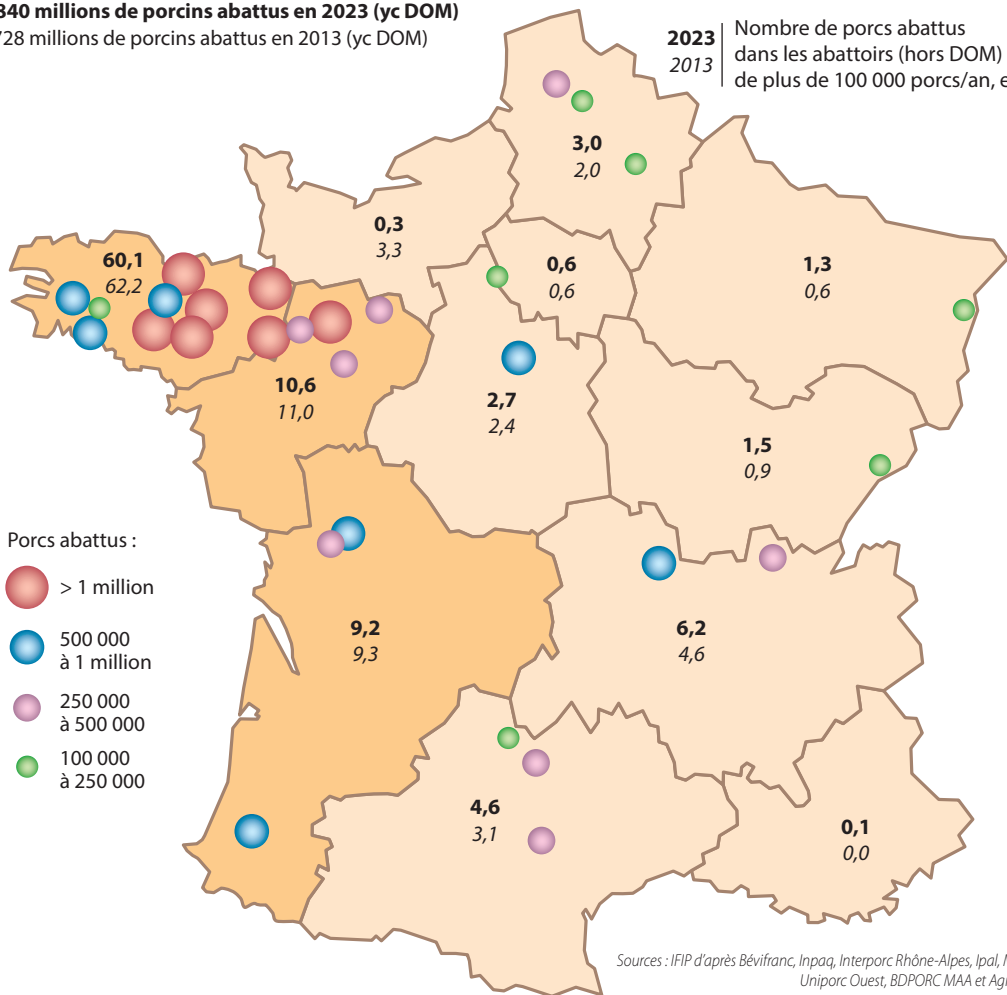 340 millions de porcins abattus en 2023 (yc DOM)
728 millions de porcins abattus en 2013 (yc DOM)
2023
2013
Nombre de porcs abattus
dans les abattoirs (hors DOM)
de plus de 100 000 porcs/an,
3,0
2,0
0,3
3,3
60,1
62,2
0,6
0,6
1,3
0,6
10,6
11,0
2,7
2,4
1,5
0,9
Porcs abattus :
> 1 million
500 000
à 1 million
250 000
à 500 000
100 000
à 250 000
9,2
9,3
6,2
4,6
4,6
3,1
0,1
0,0
Sources : IFIP d'après Bévifranc, Inpaq, Interporc Rhône-Alpes, Ipal,
Uniporc Ouest, BDPORC MAA et